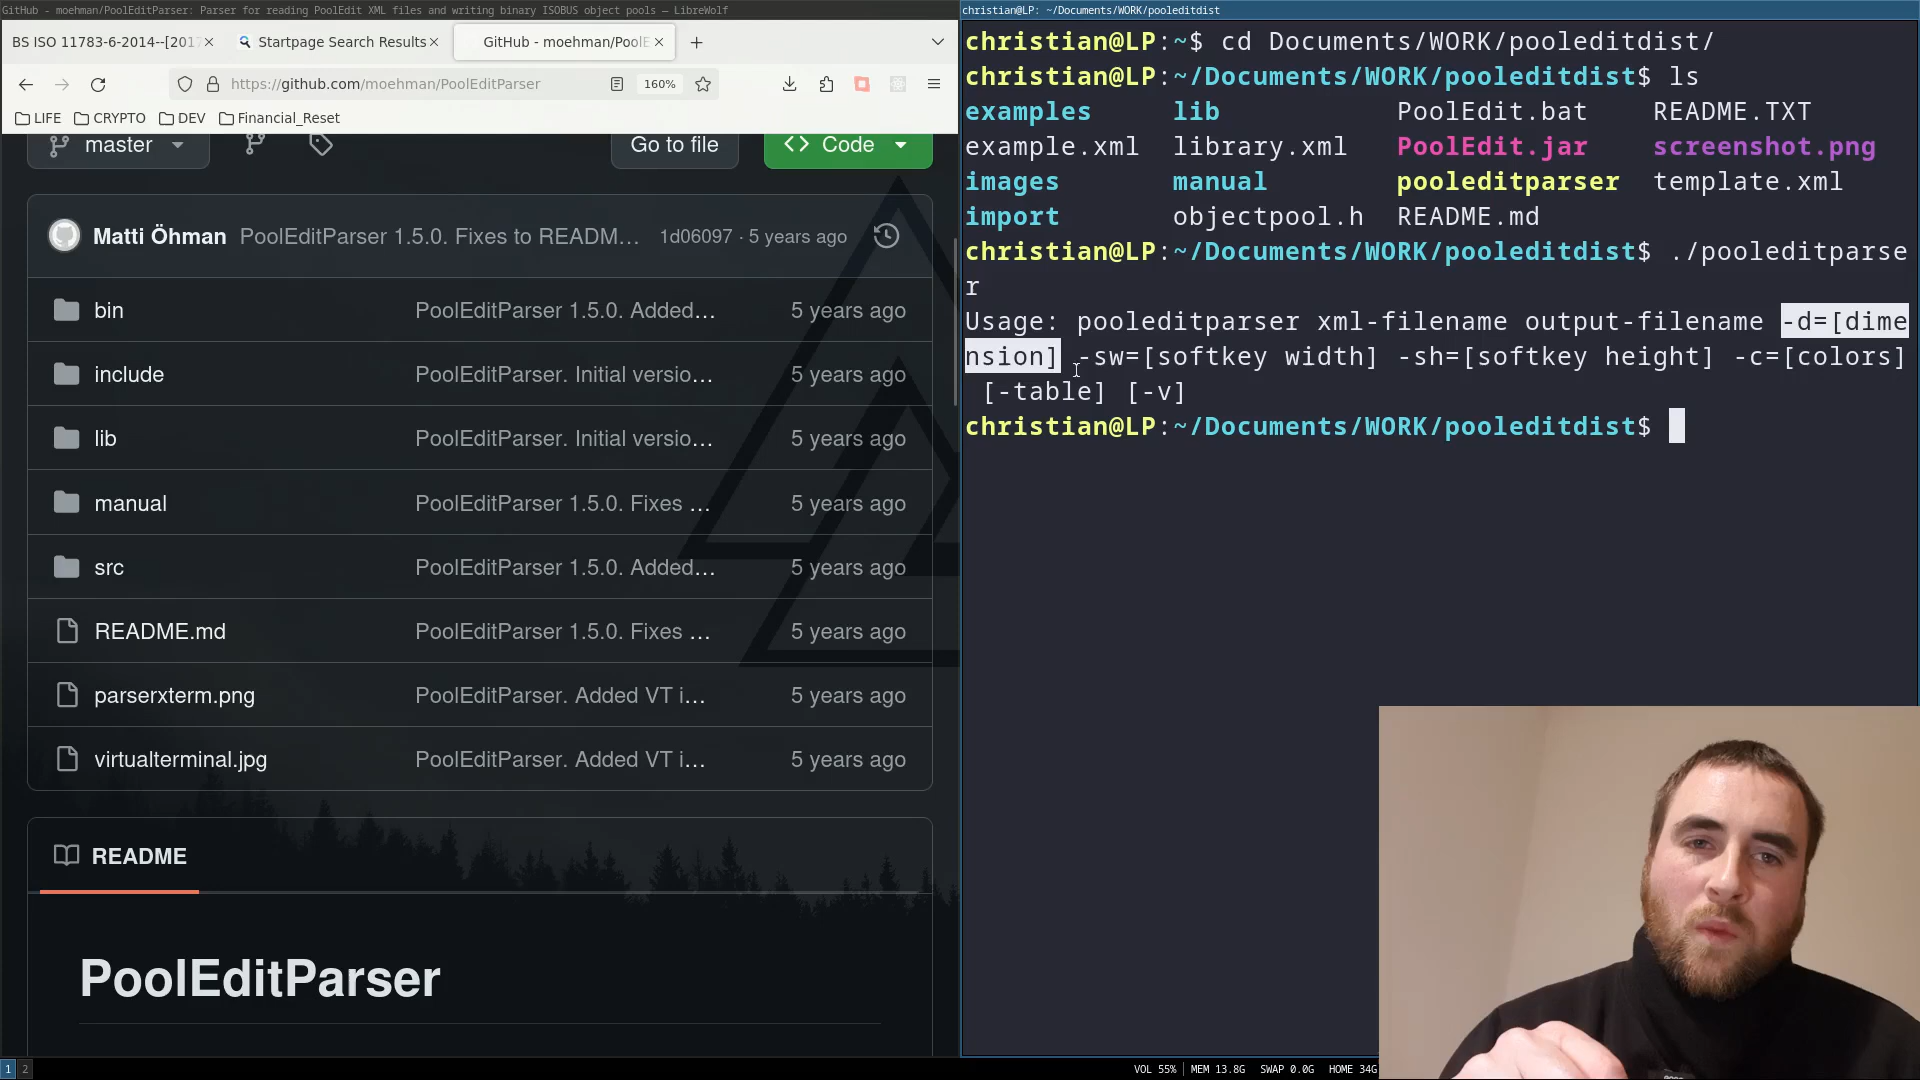 GitHub - moehman/PoolEditParser: Parser for reading PoolEdit XML files and writing binary ISOBUS object pools — LibreWolf
BS ISO 11783-6-2014--[201
Startpage Search Results
GitHub - moehman/PoolE
https://github.com/moehman/PoolEditParser
160%
LIFE
CRYPTO
DEV
Financial_Reset
master
Go to file
Code
Matti Öhman PoolEditParser 1.5.0. Fixes to READM... 1d06097 · 5 years ago
bin PoolEditParser 1.5.0. Added... 5 years ago
include PoolEditParser. Initial versio... 5 years ago
lib PoolEditParser. Initial versio... 5 years ago
manual PoolEditParser 1.5.0. Fixes ... 5 years ago
src PoolEditParser 1.5.0. Added... 5 years ago
README.md PoolEditParser 1.5.0. Fixes ... 5 years ago
parserxterm.png PoolEditParser. Added VT i... 5 years ago
virtualterminal.jpg PoolEditParser. Added VT i... 5 years ago
README
PoolEditParser
christian@LP: ~/Documents/WORK/pooleditdist
christian@LP:~$ cd Documents/WORK/pooleditdist/
christian@LP:~/Documents/WORK/pooleditdist$ ls
examples lib PoolEdit.bat README.TXT
example.xml library.xml PoolEdit.jar screenshot.png
images manual pooleditparser template.xml
import objectpool.h README.md
christian@LP:~/Documents/WORK/pooleditdist$ ./pooleditparse
r
Usage: pooleditparser xml-filename output-filename -d=[dime
nsion] -sw=[softkey width] -sh=[softkey height] -c=[colors]
[-table] [-v]
christian@LP:~/Documents/WORK/pooleditdist$
1 2
VOL 55% MEM 13.8G SWAP 0.0G HOME 34G